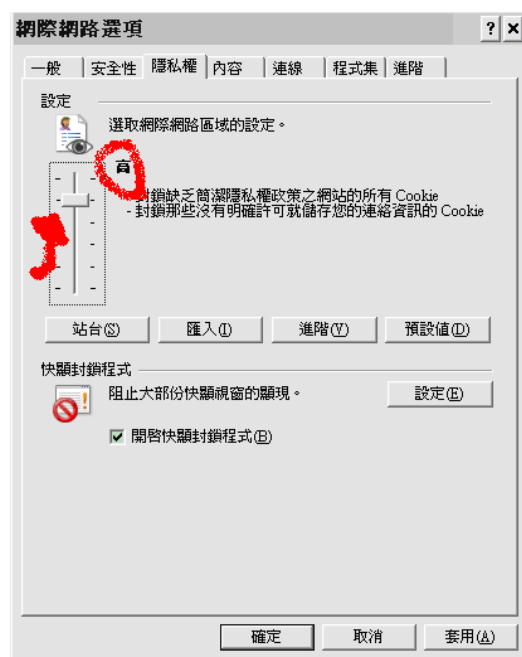 網際網路選項
一般 安全性 隱私權 內容 連線 程式集 進階
設定
選取網際網路區域的設定。
高
- 封鎖缺乏簡潔隱私權政策之網站的所有 Cookie
- 封鎖那些沒有明確許可就儲存您的連絡資訊的 Cookie
站台(S) 匯入(I) 進階(V) 預設值(D)
快顯封鎖程式
阻止大部份快顯視窗的顯現。
設定(E)
開啓快顯封鎖程式(B)
確定 取消 套用(A)